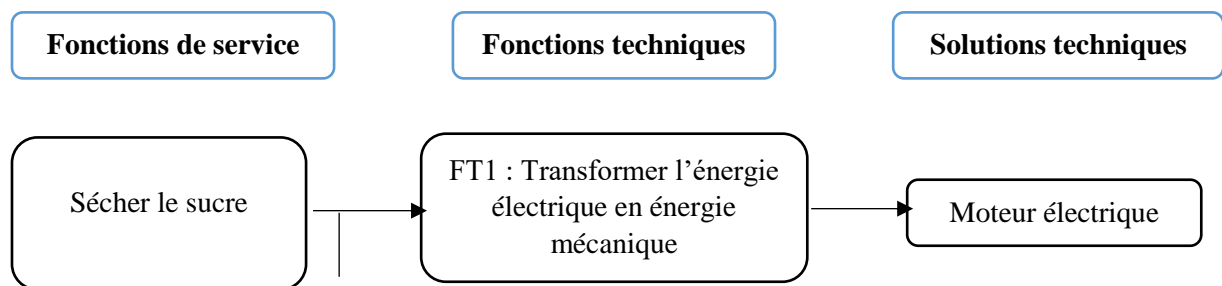 Fonctions de service
Fonctions techniques
Solutions techniques
Sécher le sucre
FT1 : Transformer l’énergie
électrique en énergie
mécanique
Moteur électrique